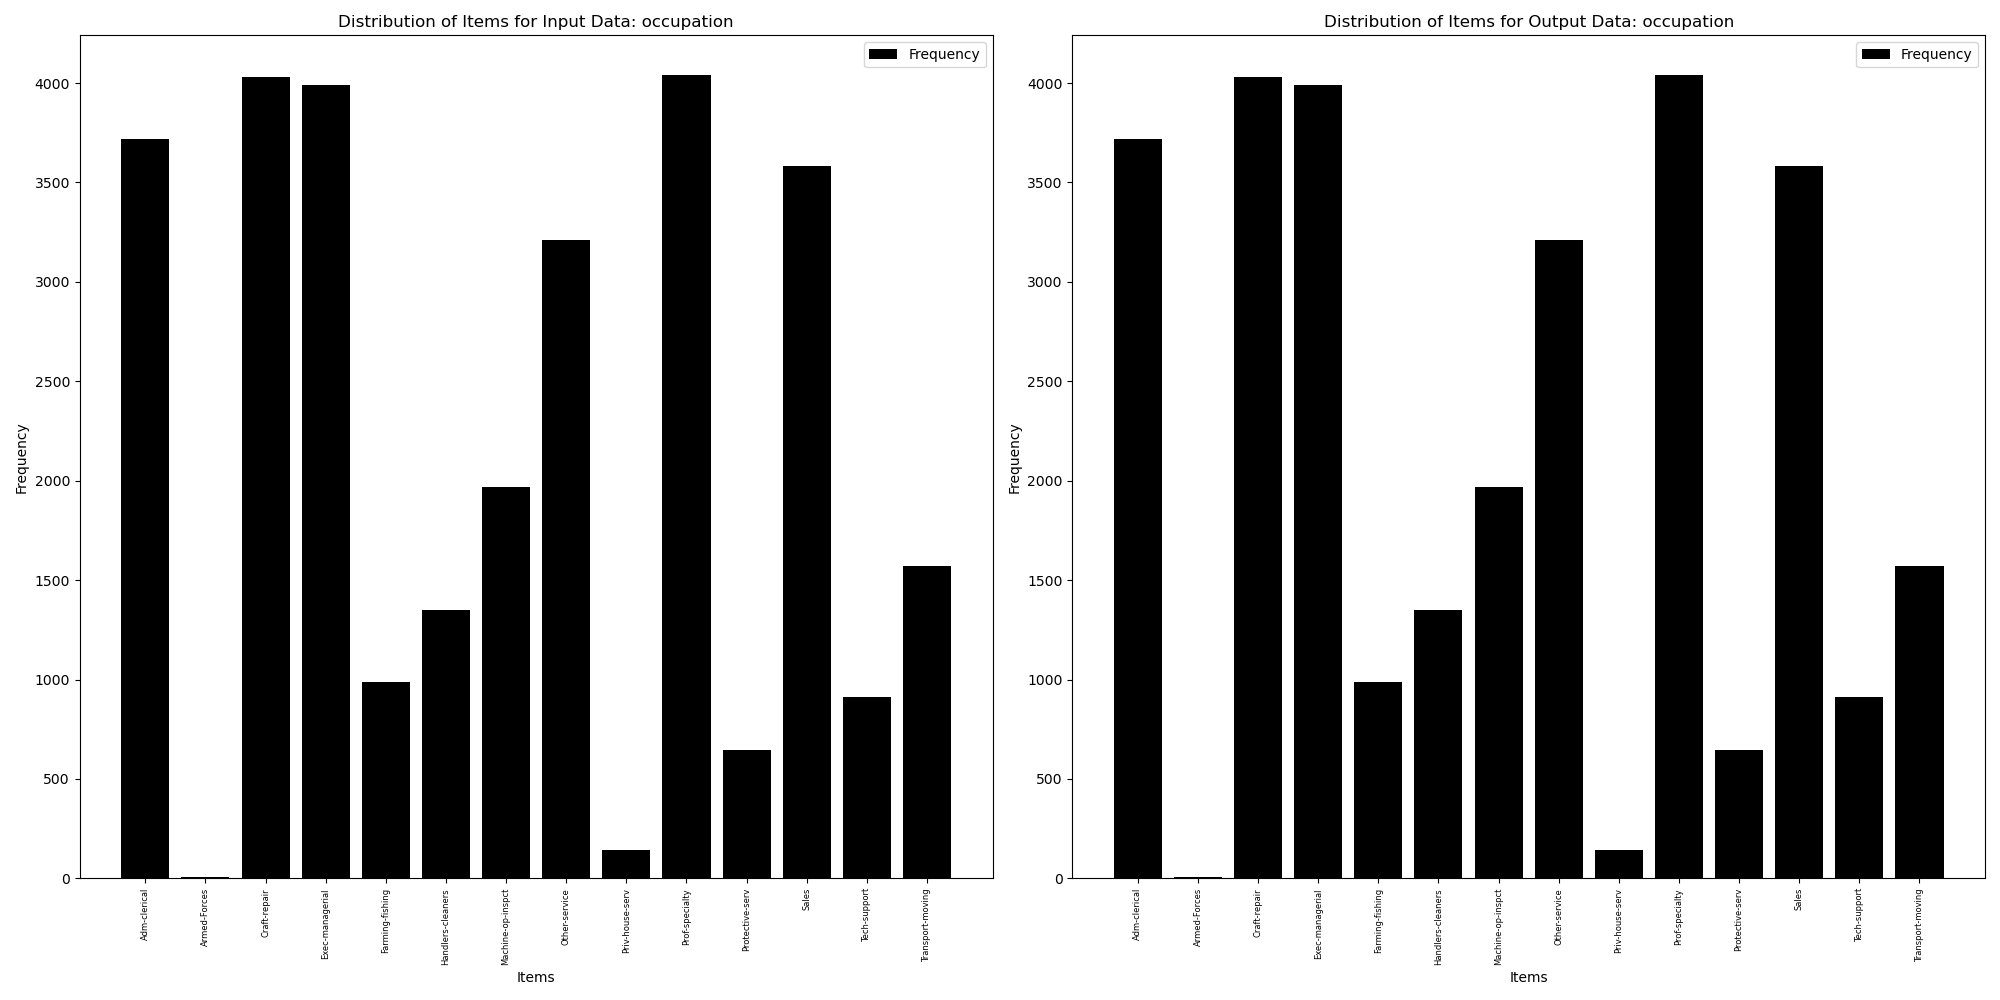 Distribution of Items for Input Data: occupation
Frequency
4000
3500
3000
2500
2000
1500
1000
500
0
Frequency
Adm-clerical
Armed-Forces
Craft-repair
Exec-managerial
Farming-fishing
Handlers-cleaners
Machine-op-inspct
Other-service
Priv-house-serv
Prof-specialty
Protective-serv
Sales
Tech-support
Transport-moving
Items
Distribution of Items for Output Data: occupation
Frequency
4000
3500
3000
2500
2000
1500
1000
500
0
Frequency
Adm-clerical
Armed-Forces
Craft-repair
Exec-managerial
Farming-fishing
Handlers-cleaners
Machine-op-inspct
Other-service
Priv-house-serv
Prof-specialty
Protective-serv
Sales
Tech-support
Transport-moving
Items